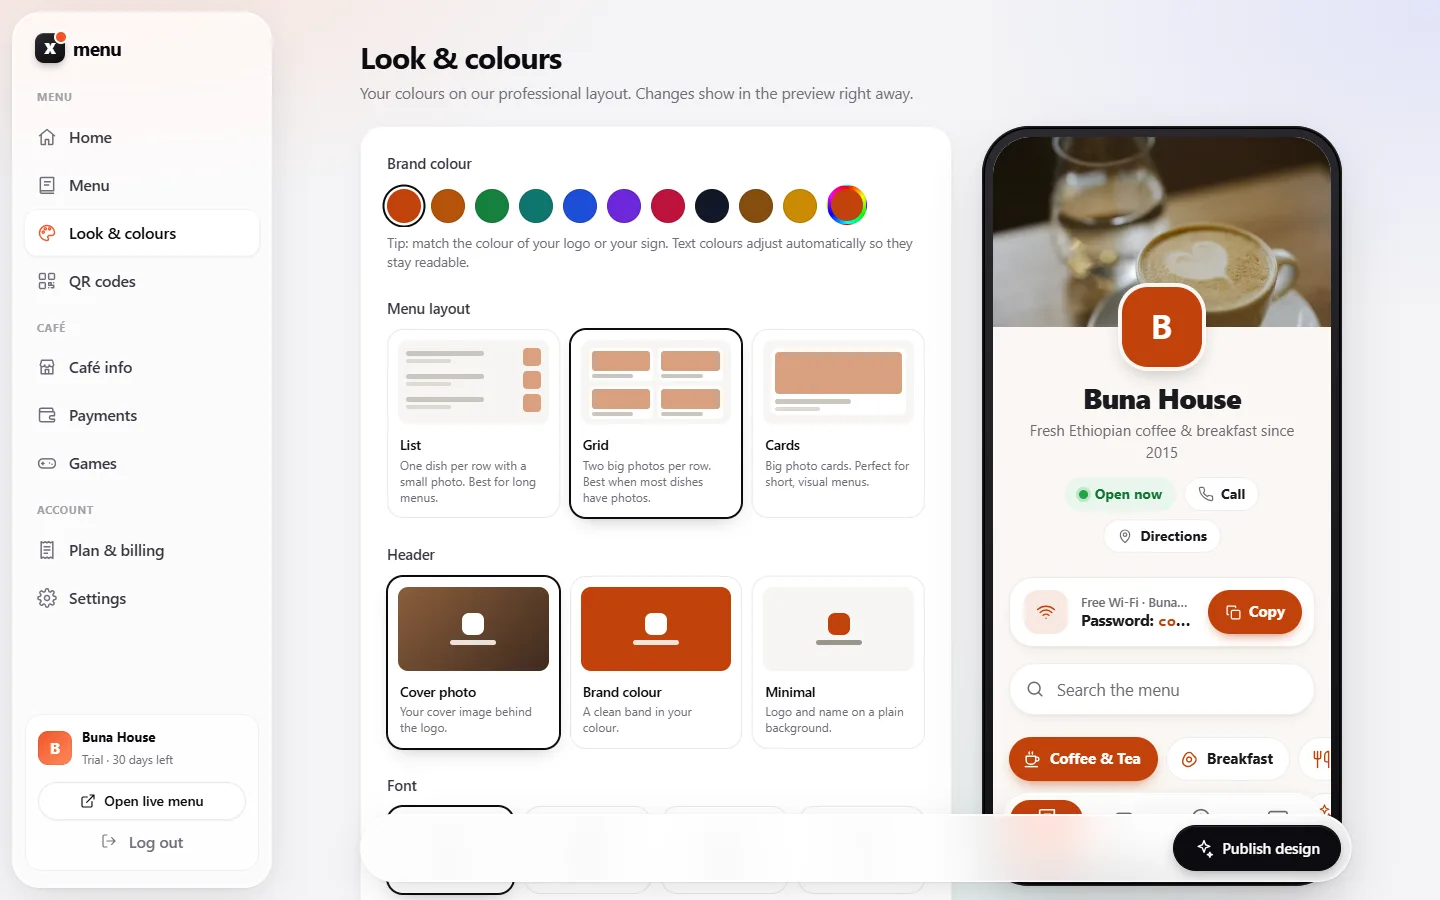 x menu
MENU
Home
Menu
Look & colours
QR codes
CAFÉ
Café info
Payments
Games
ACCOUNT
Plan & billing
Settings
B
Buna House
Trial · 30 days left
Open live menu
Log out
Look & colours
Your colours on our professional layout. Changes show in the preview right away.
Brand colour
Tip: match the colour of your logo or your sign. Text colours adjust automatically so they
stay readable.
Menu layout
List
One dish per row with a
small photo. Best for long
menus.
Grid
Two big photos per row.
Best when most dishes
have photos.
Cards
Big photo cards. Perfect for
short, visual menus.
Header
Cover photo
Your cover image behind
the logo.
Brand colour
A clean band in your
colour.
Minimal
Logo and name on a plain
background.
Font
B
Buna House
Fresh Ethiopian coffee & breakfast since
2015
Open now
Call
Directions
Free Wi-Fi · Buna...
Password: co...
Copy
Search the menu
Coffee & Tea
Breakfast
Publish design